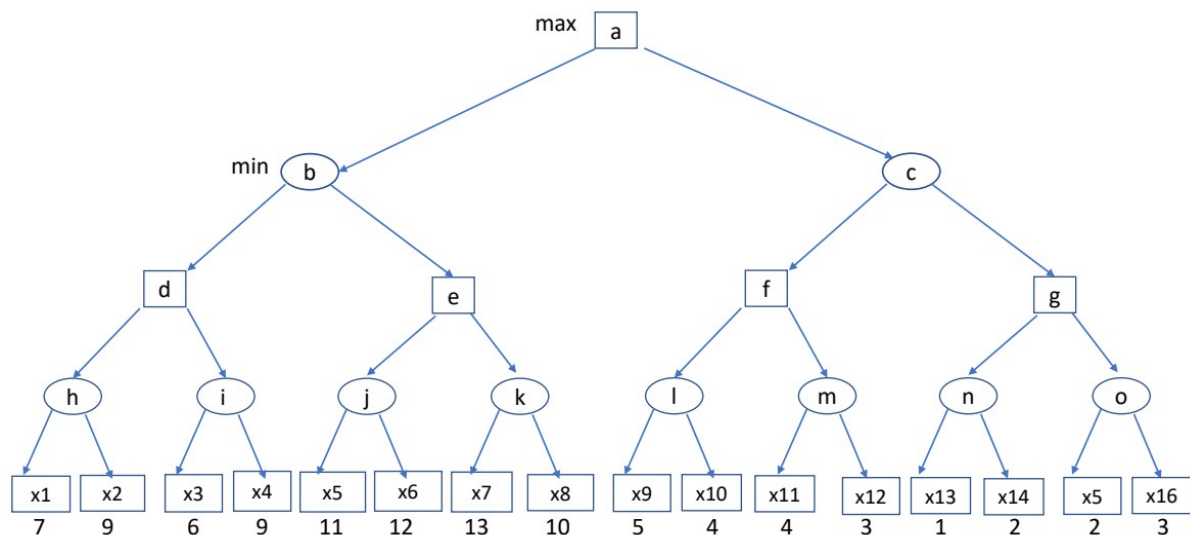 max a
min b c
d e f g
h i j k l m n o
x1 x2 x3 x4 x5 x6 x7 x8 x9 x10 x11 x12 x13 x14 x5 x16
7 9 6 9 11 12 13 10 5 4 4 3 1 2 2 3